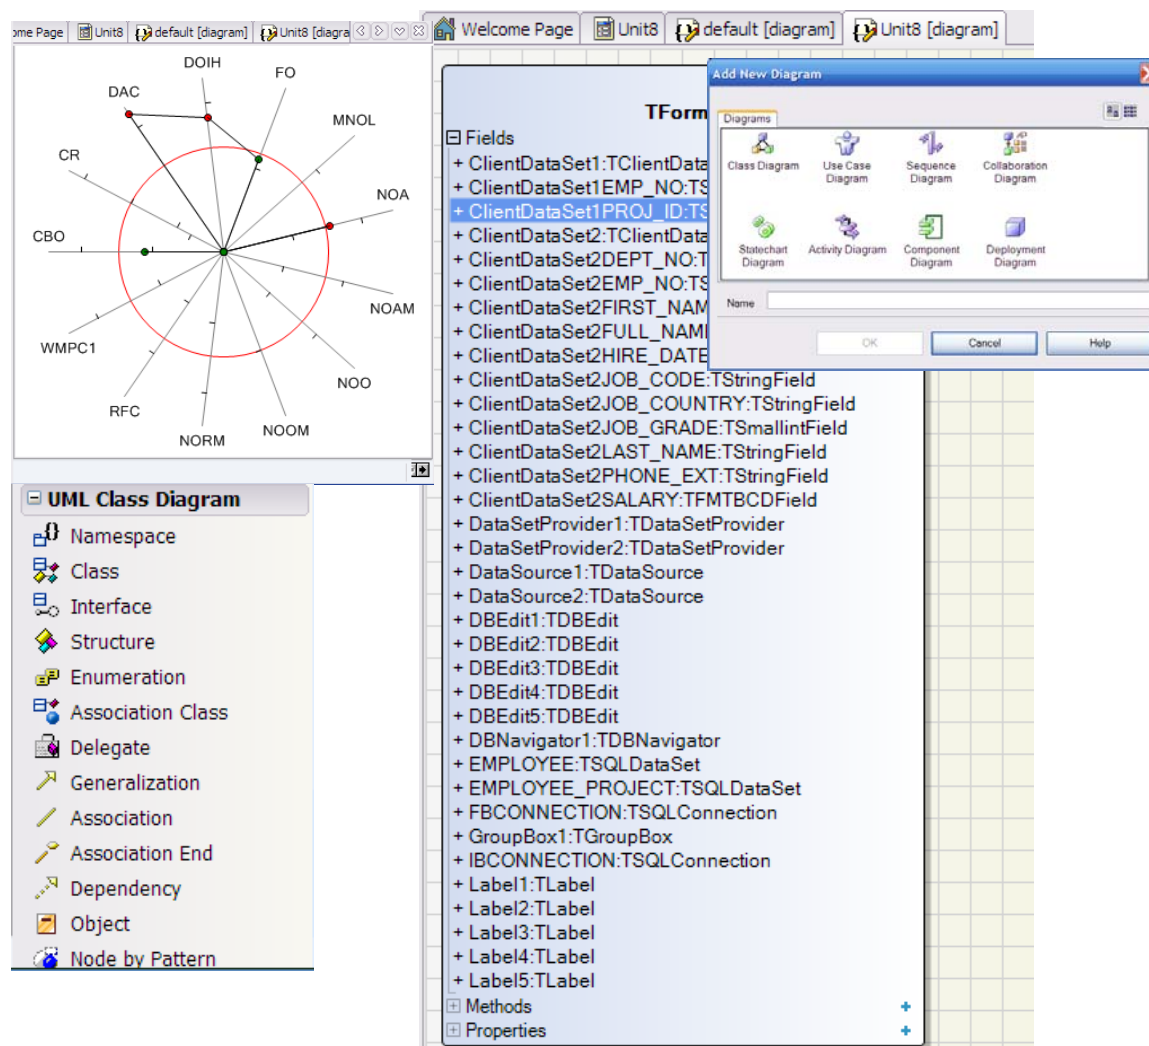 ome Page
Unit8
default [diagram]
Unit8 [diagra
DOIH
FO
DAC
MNOL
CR
NOA
CBO
NOAM
WMPC1
NOO
RFC
NORM
NOOM
UML Class Diagram
Namespace
Class
Interface
Structure
Enumeration
Association Class
Delegate
Generalization
Association
Association End
Dependency
Object
Node by Pattern
Welcome Page
Unit8
default [diagram]
Unit8 [diagram]
TForm
Fields
+ ClientDataSet1:TClientData
+ ClientDataSet1EMP_NO:TS
+ ClientDataSet1PROJ_ID:TS
+ ClientDataSet2:TClientData
+ ClientDataSet2DEPT_NO:T
+ ClientDataSet2EMP_NO:TS
+ ClientDataSet2FIRST_NAM
+ ClientDataSet2FULL_NAM
+ ClientDataSet2HIRE_DATE
+ ClientDataSet2JOB_CODE:TStringField
+ ClientDataSet2JOB_COUNTRY:TStringField
+ ClientDataSet2JOB_GRADE:TSmallintField
+ ClientDataSet2LAST_NAME:TStringField
+ ClientDataSet2PHONE_EXT:TStringField
+ ClientDataSet2SALARY:TFMTBCDField
+ DataSetProvider1:TDataSetProvider
+ DataSetProvider2:TDataSetProvider
+ DataSource1:TDataSource
+ DataSource2:TDataSource
+ DBEdit1:TDBEdit
+ DBEdit2:TDBEdit
+ DBEdit3:TDBEdit
+ DBEdit4:TDBEdit
+ DBEdit5:TDBEdit
+ DBNavigator1:TDBNavigator
+ EMPLOYEE:TSQLDataSet
+ EMPLOYEE_PROJECT:TSQLDataSet
+ FBCONNECTION:TSQLConnection
+ GroupBox1:TGroupBox
+ IBCONNECTION:TSQLConnection
+ Label1:TLabel
+ Label2:TLabel
+ Label3:TLabel
+ Label4:TLabel
+ Label5:TLabel
Methods
Properties
Add New Diagram
Diagrams
Class Diagram
Use Case
Diagram
Sequence
Diagram
Collaboration
Diagram
Statechart
Diagram
Activity Diagram
Component
Diagram
Deployment
Diagram
Name
OK
Cancel
Help